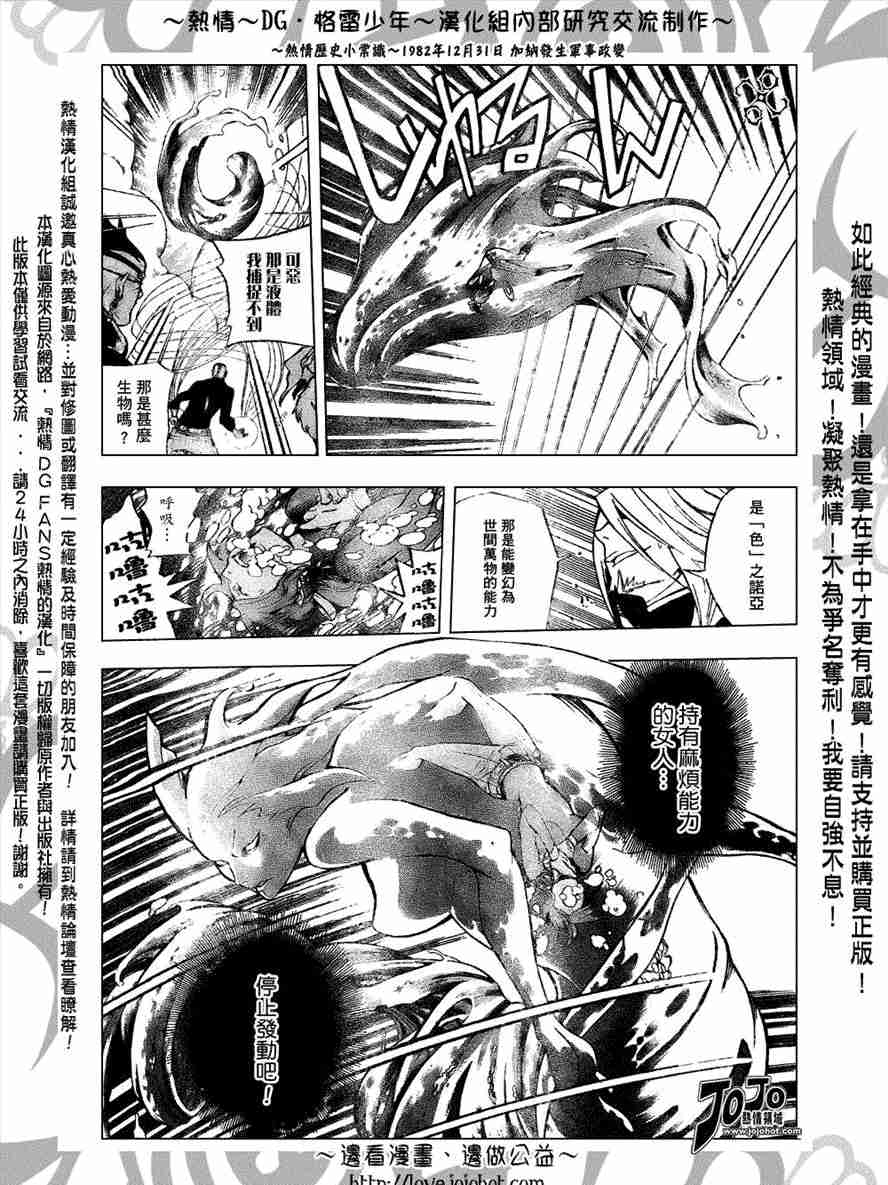 ～熱情～DG·恪雷少年～漢化組內部研究交流制作～
～熱情歷史小常識～1982年12月31日 加納發生軍事政變
如此經典的漫畫！還是拿在手中才更有感覺！請支持並購買正版！
熱情領域！凝聚熱情！不為爭名奪利！我要自強不息！
じゅるん
可惡
那是液體
我捕捉不到
那是甚麼
生物嗎？
是「色」之諾亞
那是能變幻為
世間萬物的能力
呼吸…
咕嚕
咕嚕
咕嚕
咕嚕
持有麻煩能力
的女人…
停止發動吧！
熱情漢化組誠邀真心熱愛動漫…並對修圖或翻譯有一定經驗及時間保障的朋友加入！ 詳情請到熱情論壇查看瞭解！
本漢化圖源來自於網路．『熱情DG FANS熱情的漢化』一切版權歸原作者與出版社擁有！
此版本僅供學習試看交流．．請24小時之內消除．喜歡這套漫畫請購買正版！謝謝。
JOJO
熱情領域
www.jojohot.com
～邊看漫畫、邊做公益～
http://love.jojohot.com